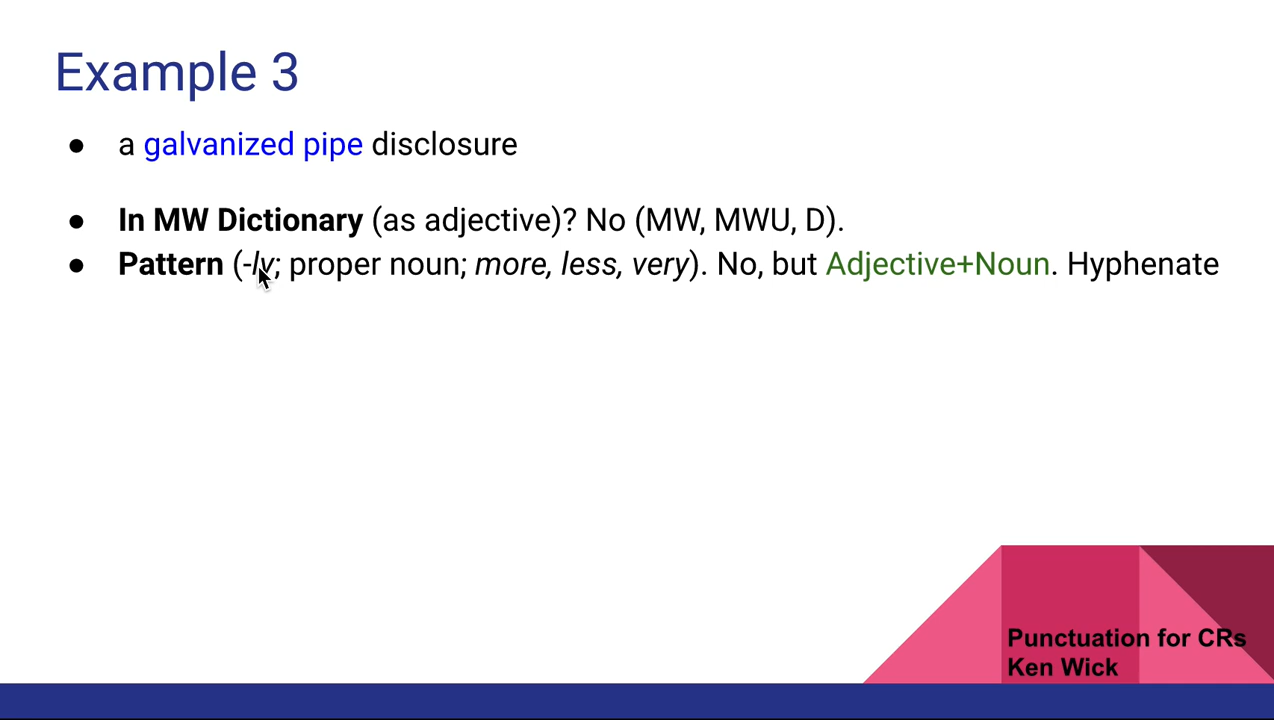 Example 3
● a galvanized pipe disclosure
● In MW Dictionary (as adjective)? No (MW, MWU, D).
● Pattern (-ly; proper noun; more, less, very). No, but Adjective+Noun. Hyphenate
Punctuation for CRs
Ken Wick